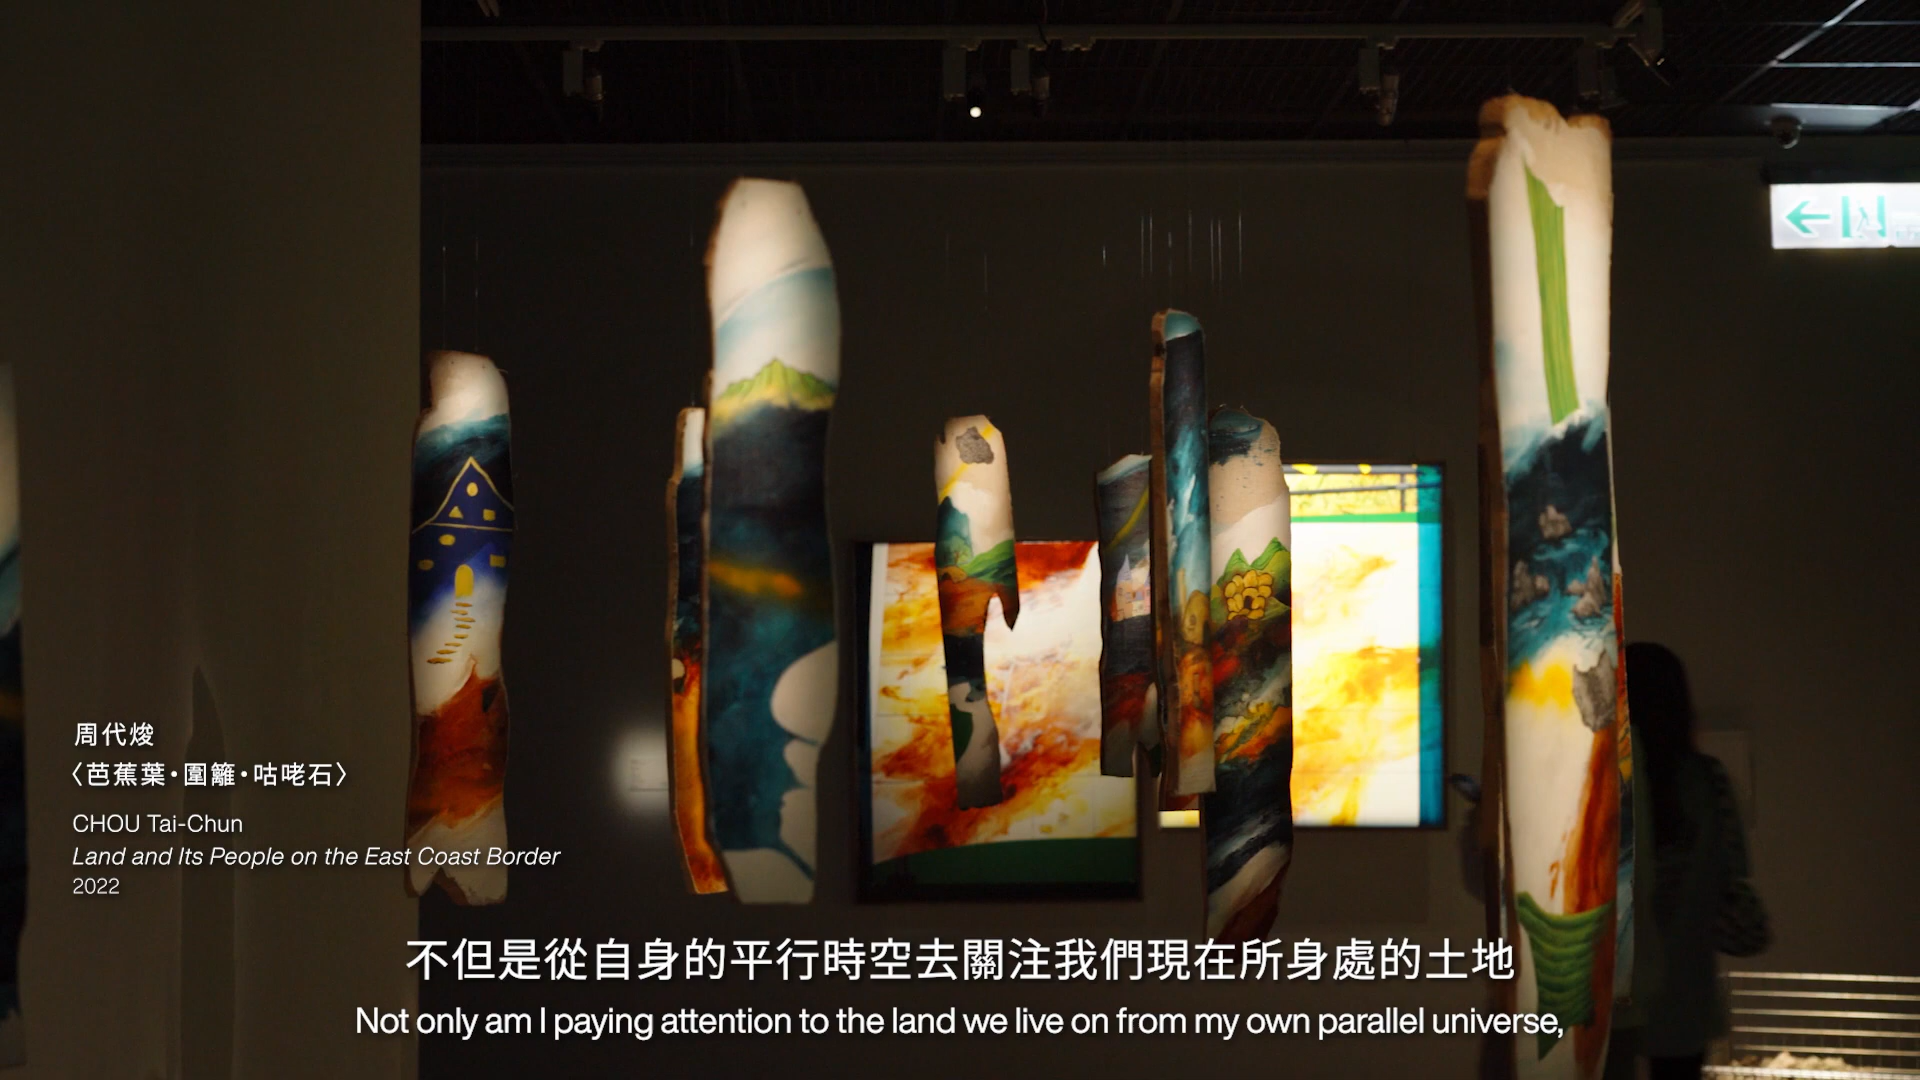 周代焌
〈芭蕉葉·圍籬·咕咾石〉
CHOU Tai-Chun
Land and Its People on the East Coast Border
2022
不但是從自身的平行時空去關注我們現在所身處的土地
Not only am I paying attention to the land we live on from my own parallel universe,